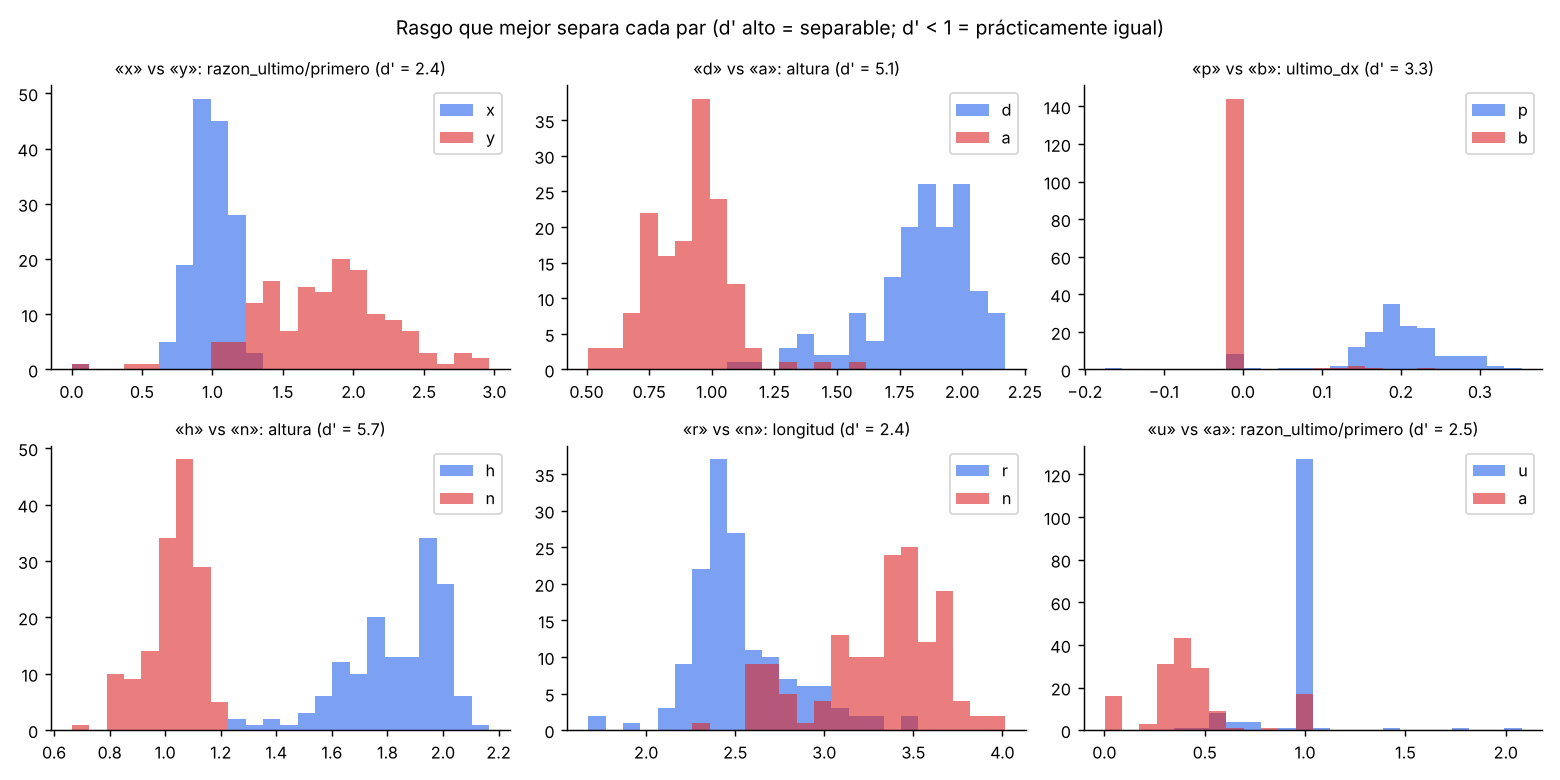 Rasgo que mejor separa cada par (d' alto = separable; d' < 1 = prácticamente igual)
«x» vs «y»: razon_ultimo/primero (d' = 2.4)
50
40
30
20
10
0
0.0 0.5 1.0 1.5 2.0 2.5 3.0
x
y
«d» vs «a»: altura (d' = 5.1)
35
30
25
20
15
10
5
0
0.50 0.75 1.00 1.25 1.50 1.75 2.00 2.25
d
a
«p» vs «b»: ultimo_dx (d' = 3.3)
140
120
100
80
60
40
20
0
−0.2 −0.1 0.0 0.1 0.2 0.3
p
b
«h» vs «n»: altura (d' = 5.7)
50
40
30
20
10
0
0.6 0.8 1.0 1.2 1.4 1.6 1.8 2.0 2.2
h
n
«r» vs «n»: longitud (d' = 2.4)
35
30
25
20
15
10
5
0
2.0 2.5 3.0 3.5 4.0
r
n
«u» vs «a»: razon_ultimo/primero (d' = 2.5)
120
100
80
60
40
20
0
0.0 0.5 1.0 1.5 2.0
u
a